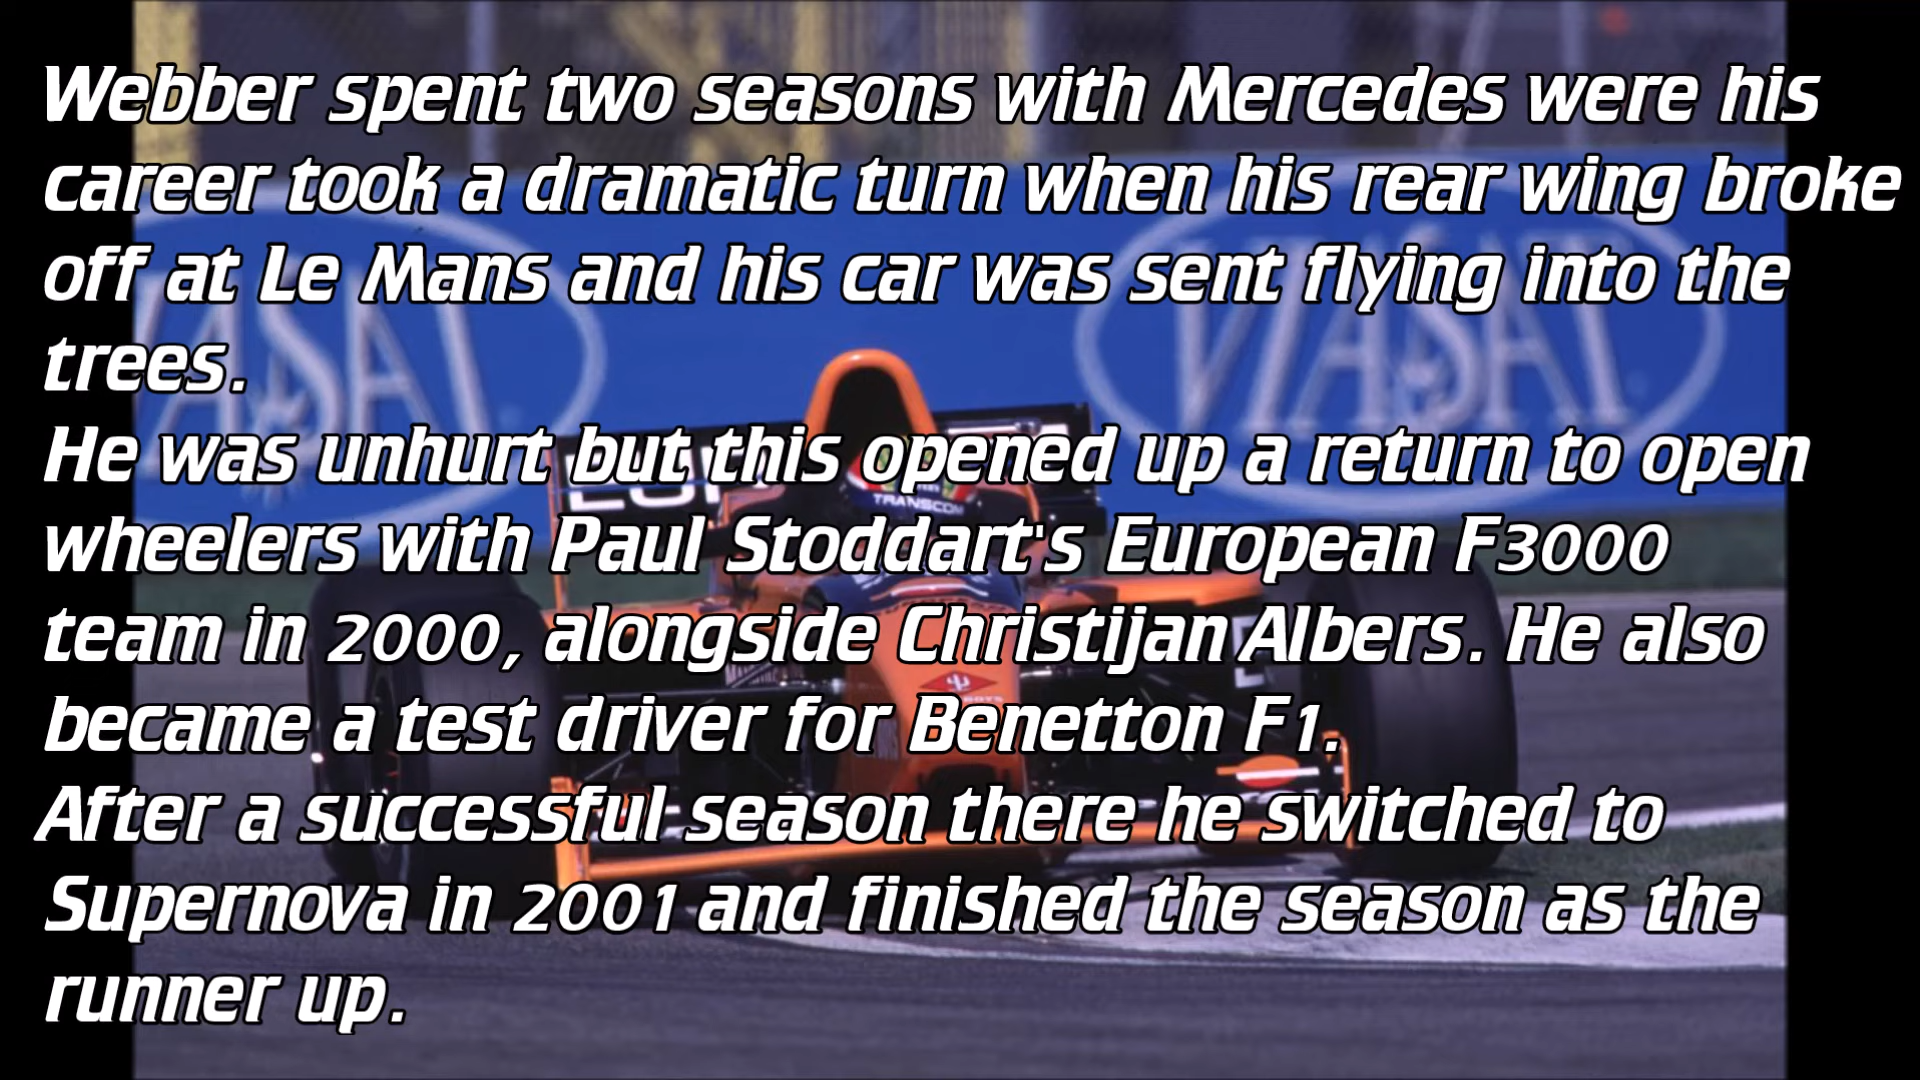 Webber spent two seasons with Mercedes were his
career took a dramatic turn when his rear wing broke
off at Le Mans and his car was sent flying into the
trees.
He was unhurt but this opened up a return to open
wheelers with Paul Stoddart's European F3000
team in 2000, alongside Christijan Albers. He also
became a test driver for Benetton F1.
After a successful season there he switched to
Supernova in 2001 and finished the season as the
runner up.
VIASAT
VIASAT
TRANSCOM